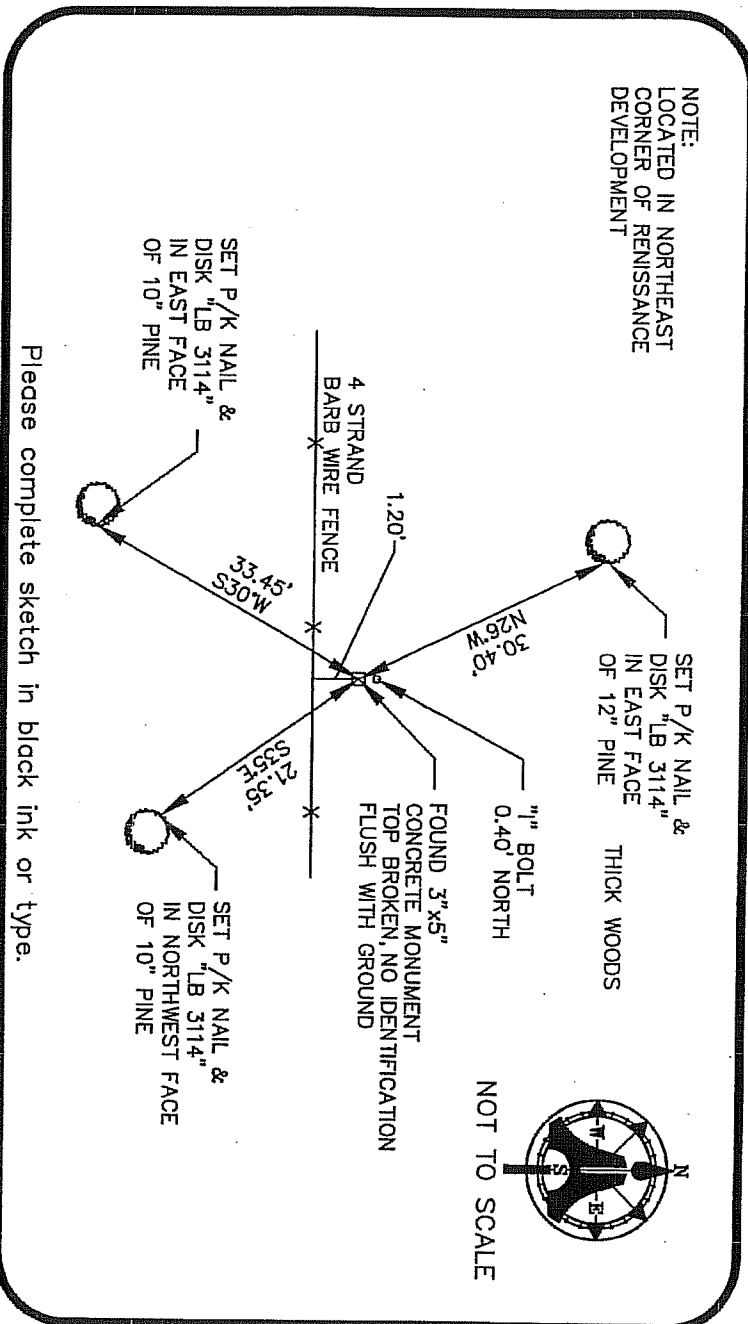 NOTE:
LOCATED IN NORTHEAST
CORNER OF RENISSANCE
DEVELOPMENT
SET P/K NAIL &
DISK "LB 3114"
IN EAST FACE
OF 12" PINE
THICK WOODS
N
W
E
S
NOT TO SCALE
30.40'
N26°W
"1" BOLT
0.40' NORTH
1.20'
4 STRAND
BARB WIRE FENCE
FOUND 3"x5"
CONCRETE MONUMENT
TOP BROKEN, NO IDENTIFICATION
FLUSH WITH GROUND
33.45'
S30°W
21.35'
S35°E
SET P/K NAIL &
DISK "LB 3114"
IN EAST FACE
OF 10" PINE
SET P/K NAIL &
DISK "LB 3114"
IN NORTHWEST FACE
OF 10" PINE
Please complete sketch in black ink or type.